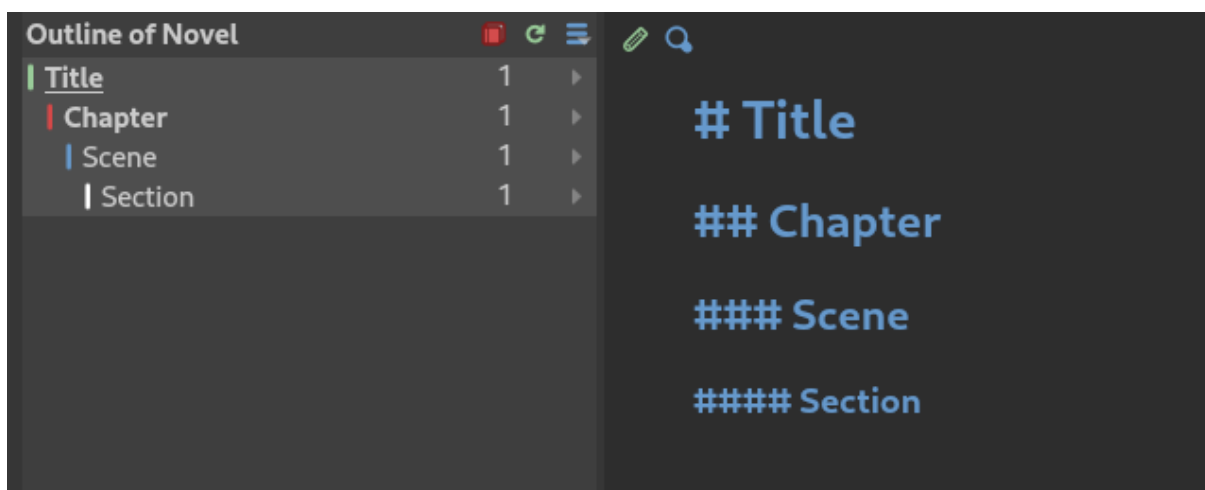 Outline of Novel
Title 1
Chapter 1
Scene 1
Section 1
# Title
## Chapter
### Scene
#### Section